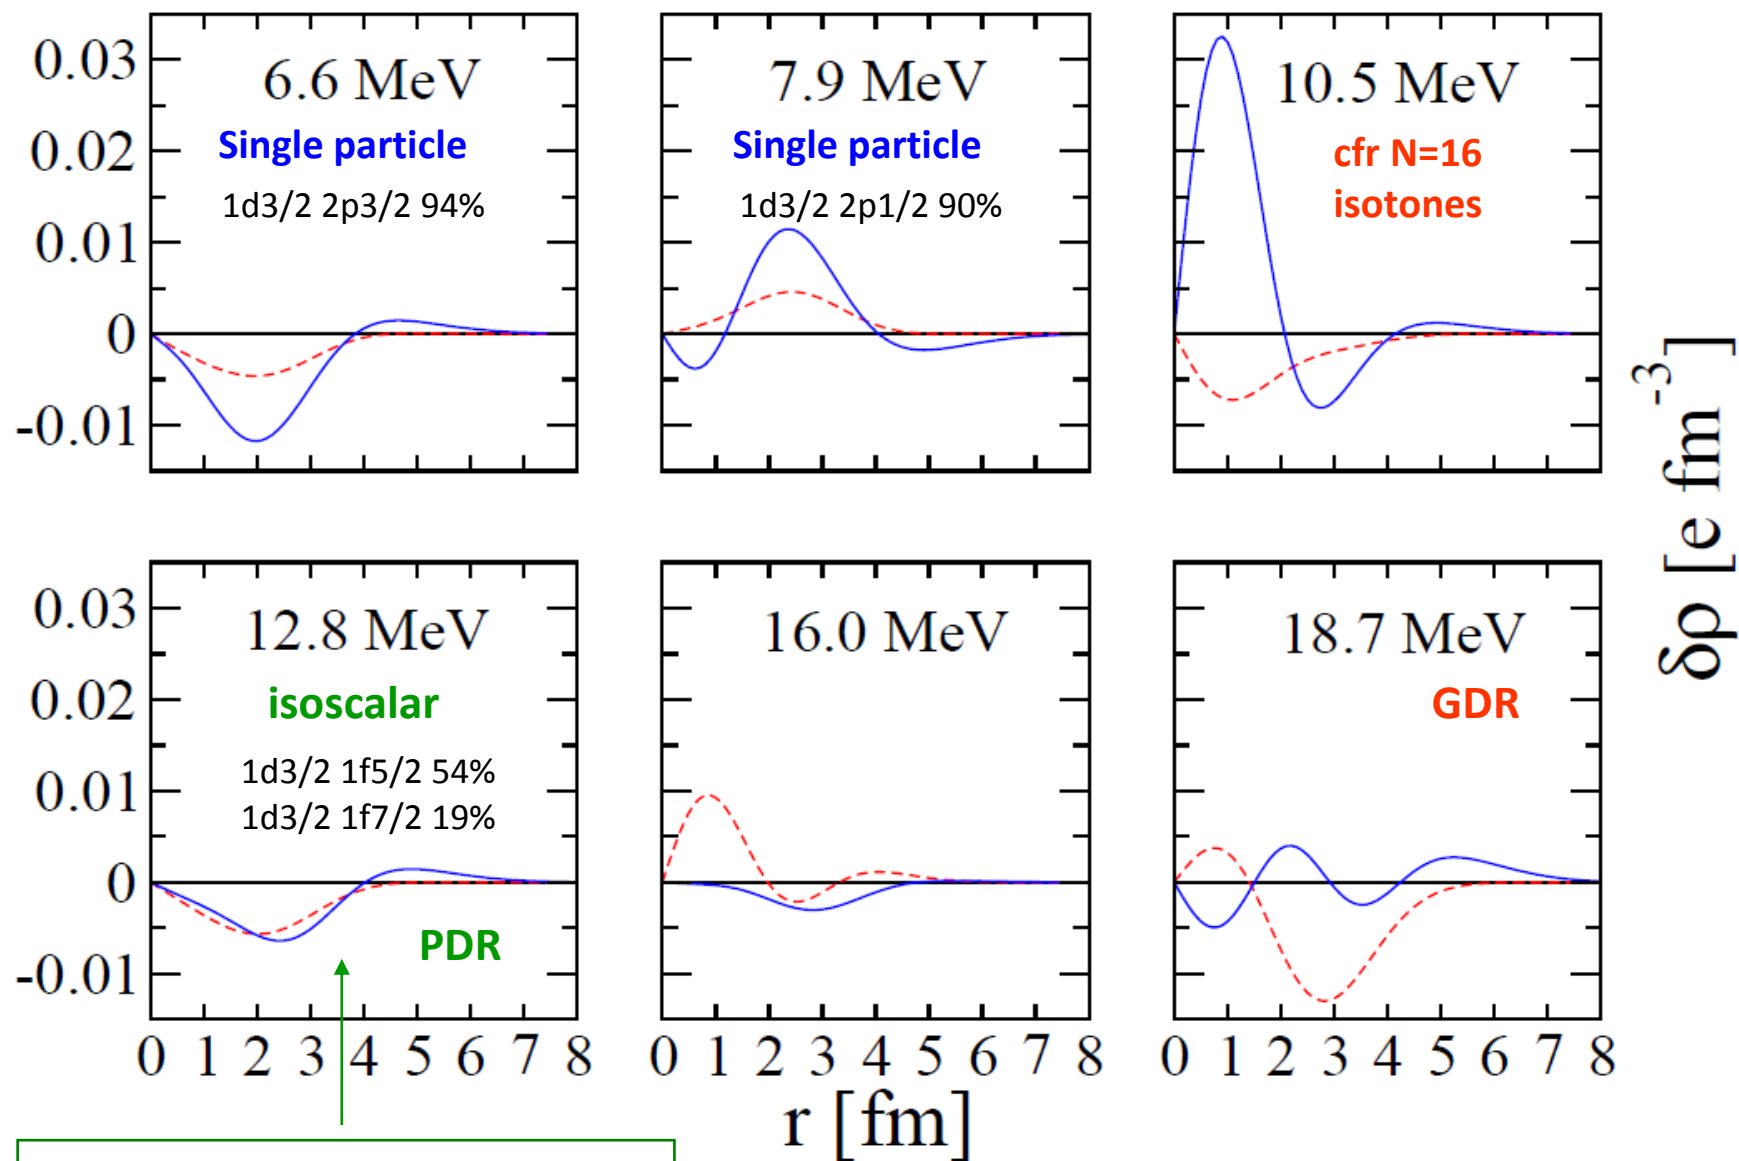 0.03
0.02
0.01
0
-0.01
6.6 MeV
Single particle
1d3/2 2p3/2 94%
7.9 MeV
Single particle
1d3/2 2p1/2 90%
10.5 MeV
cfr N=16
isotones
0.03
0.02
0.01
0
-0.01
12.8 MeV
isoscalar
1d3/2 1f5/2 54%
1d3/2 1f7/2 19%
PDR
16.0 MeV
18.7 MeV
GDR
0 1 2 3 4 5 6 7 8
0 1 2 3 4 5 6 7 8
0 1 2 3 4 5 6 7 8
r [fm]
δρ [e fm⁻³]